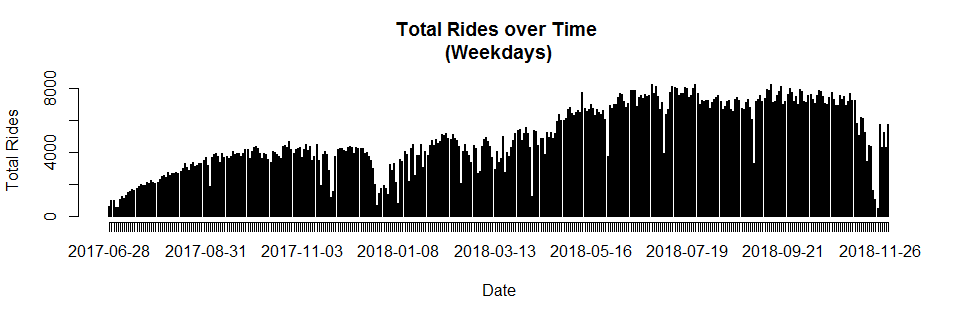 Total Rides over Time
(Weekdays)
Total Rides
8000
4000
0
2017-06-28 2017-08-31 2017-11-03 2018-01-08 2018-03-13 2018-05-16 2018-07-19 2018-09-21 2018-11-26
Date